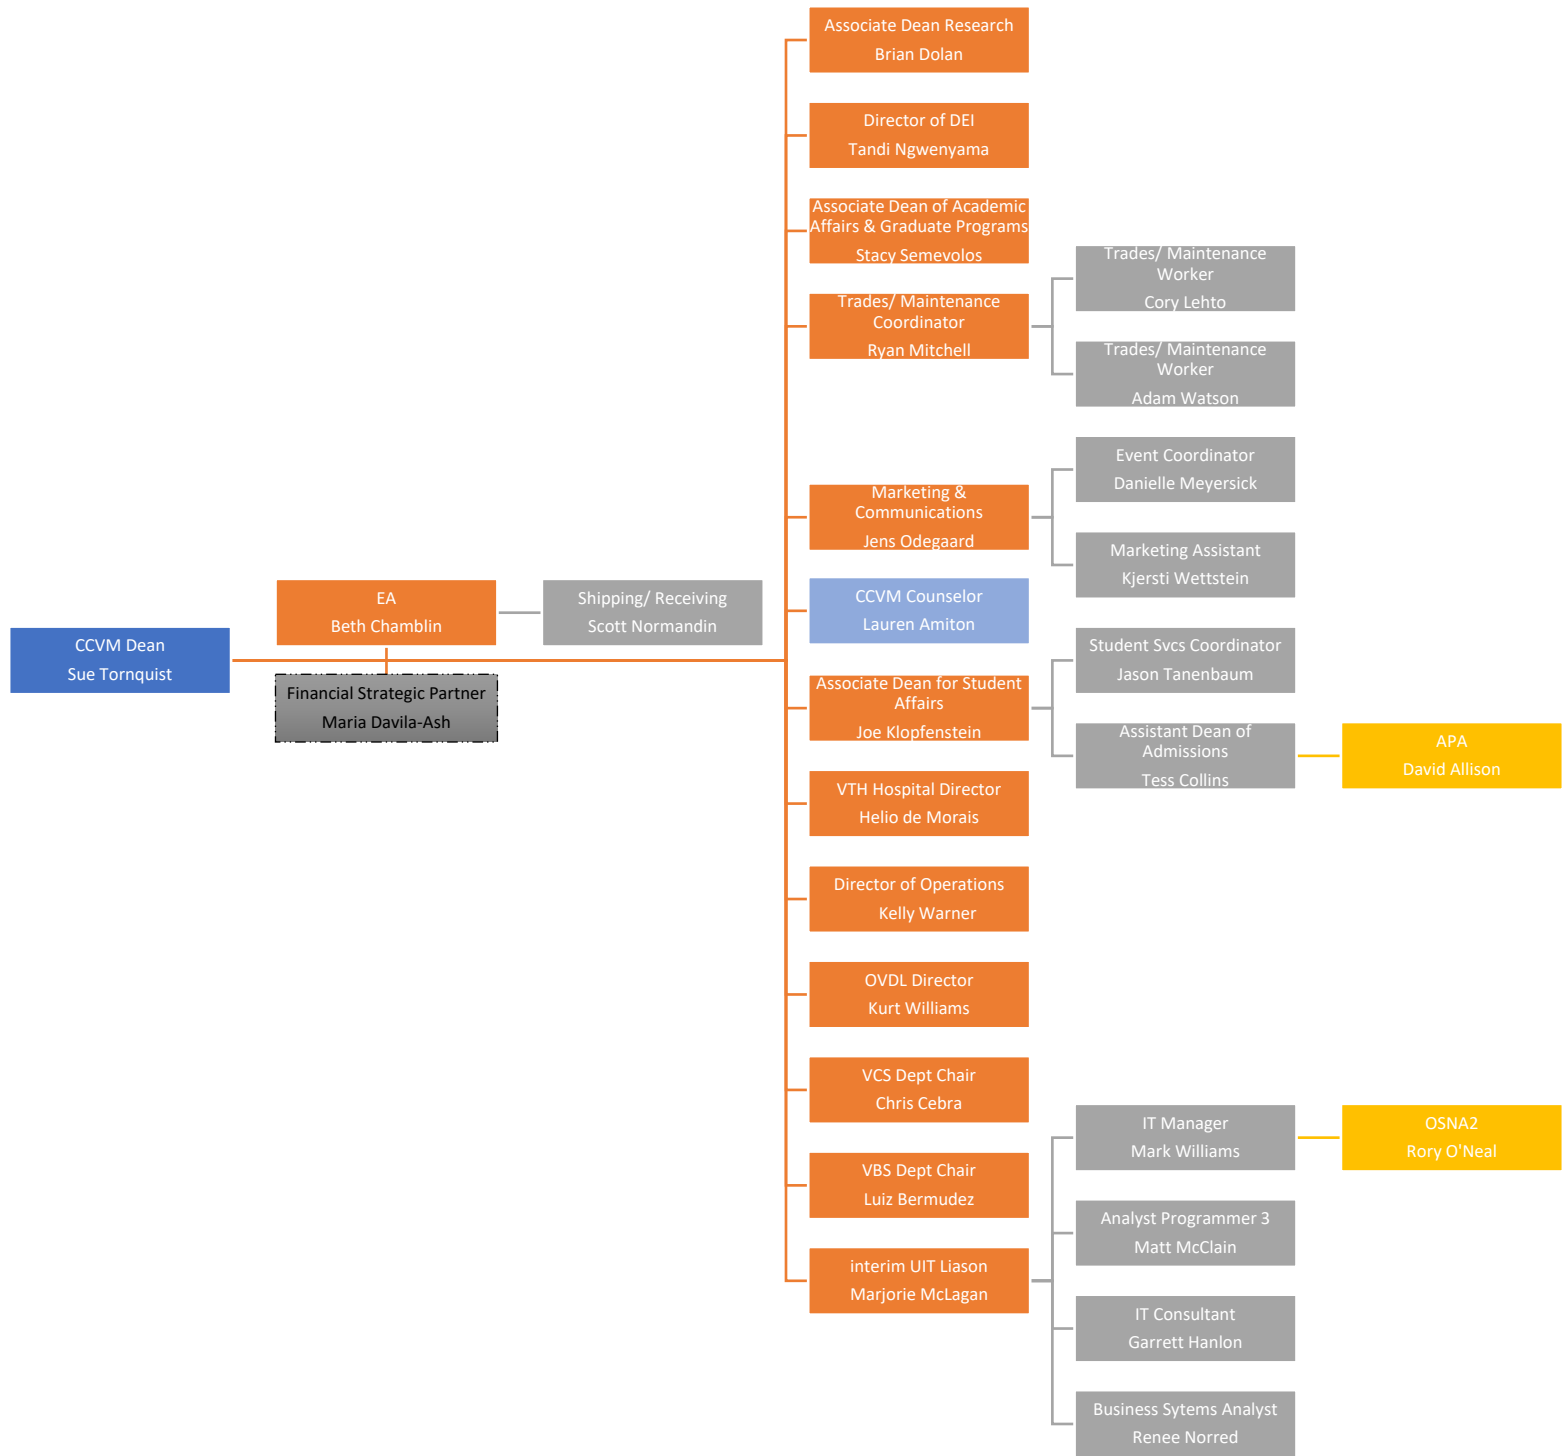 CCVM Dean
Sue Tornquist
EA
Beth Chamblin
Shipping/ Receiving
Scott Normandin
Financial Strategic Partner
Maria Davila-Ash
Associate Dean Research
Brian Dolan
Director of DEI
Tandi Ngwenyama
Associate Dean of Academic
Affairs & Graduate Programs
Stacy Semevolos
Trades/ Maintenance
Coordinator
Ryan Mitchell
Trades/ Maintenance
Worker
Cory Lehto
Trades/ Maintenance
Worker
Adam Watson
Marketing &
Communications
Jens Odegaard
Event Coordinator
Danielle Meyersick
Marketing Assistant
Kjersti Wettstein
CCVM Counselor
Lauren Amiton
Associate Dean for Student
Affairs
Joe Klopfenstein
Student Svcs Coordinator
Jason Tanenbaum
Assistant Dean of
Admissions
Tess Collins
APA
David Allison
VTH Hospital Director
Helio de Morais
Director of Operations
Kelly Warner
OVDL Director
Kurt Williams
VCS Dept Chair
Chris Cebra
VBS Dept Chair
Luiz Bermudez
interim UIT Liason
Marjorie McLagan
IT Manager
Mark Williams
OSNA2
Rory O'Neal
Analyst Programmer 3
Matt McClain
IT Consultant
Garrett Hanlon
Business Sytems Analyst
Renee Norred